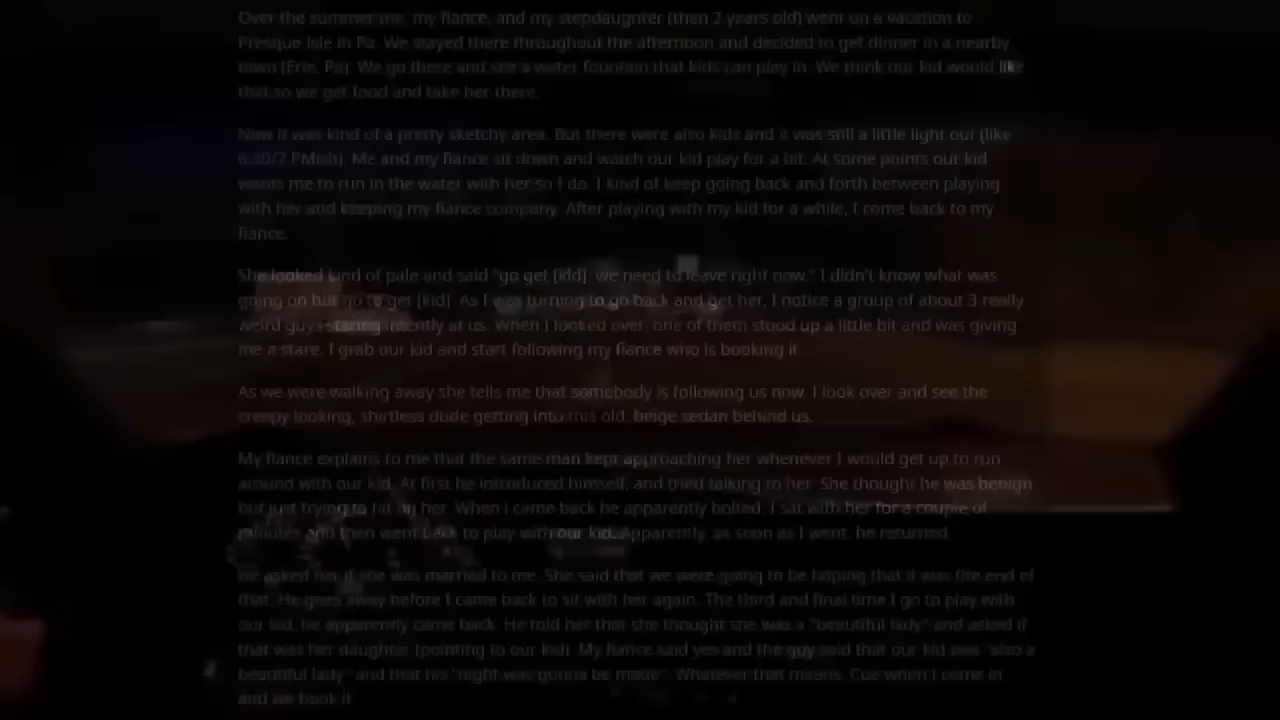 Over the summer me, my fiance, and my stepdaughter (then 2 years old) went on a vacation to
Presque Isle in Pa. We stayed there throughout the afternoon and decided to get dinner in a nearby
town (Erie, Pa). We go there and see a water fountain that kids can play in. We think our kid would like
that so we get food and take her there.
Now it was kind of a pretty sketchy area. But there were also kids and it was still a little light out (like
6:30/7 PMish). Me and my fiance sit down and watch our kid play for a bit. At some points our kid
wants me to run in the water with her so I do. I kind of keep going back and forth between playing
with her and keeping my fiance company. After playing with my kid for a while, I come back to my
fiance.
She looked kind of pale and said "go get [kid], we need to leave right now." I didn't know what was
going on but go to get [kid]. As I was turning to go back and get her, I notice a group of about 3 really
weird guys staring intently at us. When I looked over, one of them stood up a little bit and was giving
me a stare. I grab our kid and start following my fiance who is booking it.
As we were walking away she tells me that somebody is following us now. I look over and see the
creepy looking, shirtless dude getting into this old, beige sedan behind us.
My fiance explains to me that the same man kept approaching her whenever I would get up to run
around with our kid. At first he introduced himself, and tried talking to her. She thought he was benign
but just trying to hit on her. When I came back he apparently bolted. I sat with her for a couple of
minutes and then went back to play with our kid. Apparently, as soon as I went, he returned.
He asked her if she was married to me. She said that we were going to be hoping that it was the end of
that. He goes away before I came back to sit with her again. The third and final time I go to play with
our kid, he apparently came back. He told her that she thought she was a "beautiful lady" and asked if
that was her daughter (pointing to our kid). My fiance said yes and the guy said that our kid was "also a
beautiful lady" and that his "night was gonna be made". Whatever that means. Cue when I come in
and we book it.